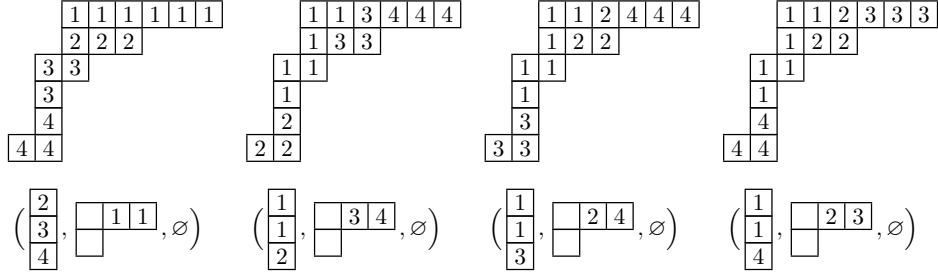 1 1 1 1 1 1 1 1 3 4 4 4 1 1 2 4 4 4 1 1 2 3 3 3
2 2 2 1 3 3 1 2 2 1 2 2
3 3 1 1 1 1 1 1
3 1 1 1
4 2 3 4
4 4 2 2 3 3 4 4
2 1 1 1
( 3 , 1 1 , ∅ ) ( 1 , 3 4 , ∅ ) ( 1 , 2 4 , ∅ ) ( 1 , 2 3 , ∅ )
4 2 3 4